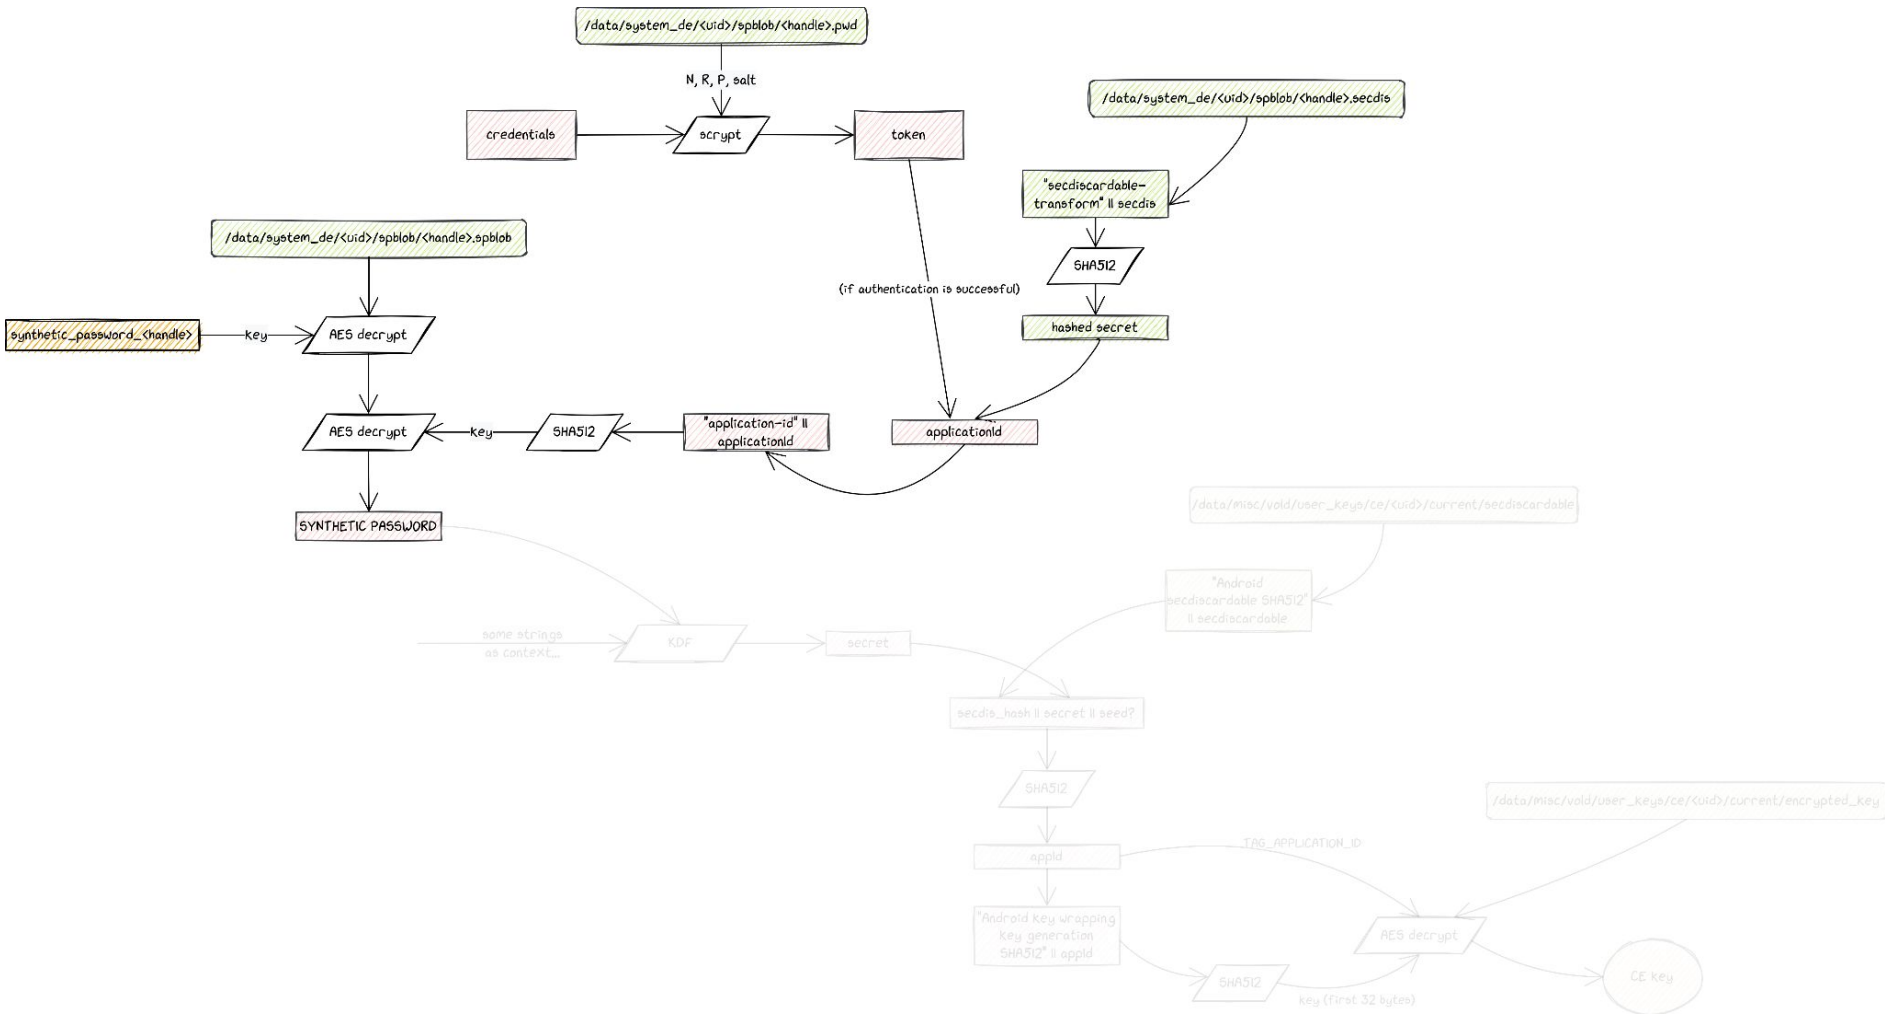 /data/system_de/<uid>/spblob/<handle>.pwd
N, R, P, salt
/data/system_de/<uid>/spblob/<handle>.secdis
credentials
scrypt
token
"secdiscardable-
transform" || secdis
/data/system_de/<uid>/spblob/<handle>.spblob
SHA512
(if authentication is successful)
hashed secret
synthetic_password_<handle>
key
AES decrypt
AES decrypt
key
SHA512
"application-id" ||
applicationId
applicationId
SYNTHETIC PASSWORD
/data/misc/vold/user_keys/ce/<uid>/current/secdiscardable
"Android
secdiscardable SHA512"
|| secdiscardable
some strings
as context...
KDF
secret
secdis_hash || secret || seed?
SHA512
/data/misc/vold/user_keys/ce/<uid>/current/encrypted_key
appId
TAG_APPLICATION_ID
"Android key wrapping
key generation
SHA512" || appId
AES decrypt
SHA512
key (first 32 bytes)
CE key